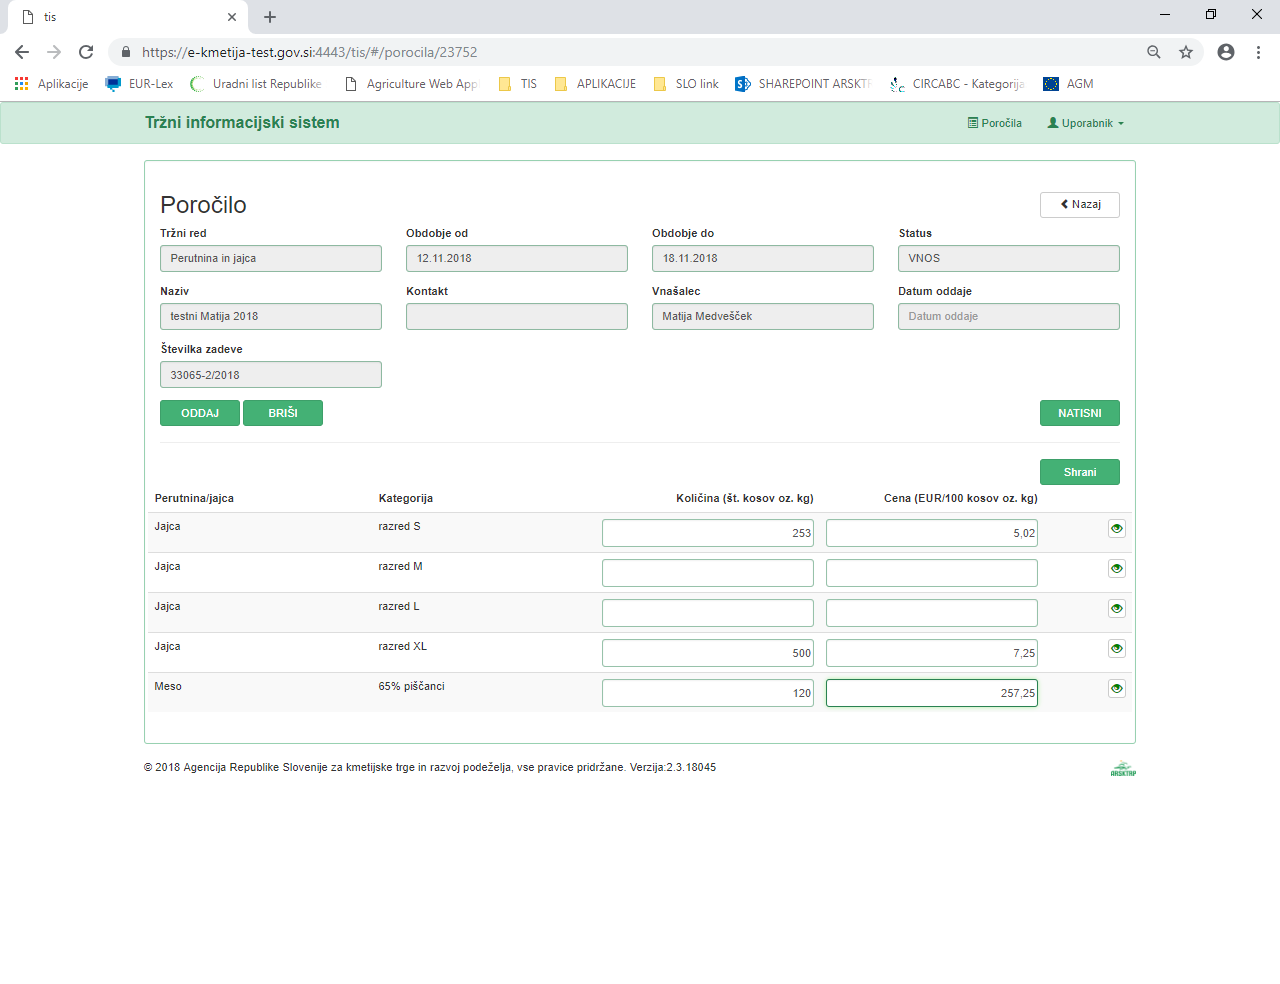 tis
https://e-kmetija-test.gov.si:4443/tis/#/porocila/23752
Aplikacije EUR-Lex Uradni list Republike Agriculture Web App TIS APLIKACIJE SLO link SHAREPOINT ARSKTR CIRCABC - Kategorija AGM
Tržni informacijski sistem Poročila Uporabnik
Poročilo Nazaj
Tržni red Obdobje od Obdobje do Status
Perutnina in jajca 12.11.2018 18.11.2018 VNOS
Naziv Kontakt Vnašalec Datum oddaje
testni Matija 2018 Matija Medvešček Datum oddaje
Številka zadeve
33065-2/2018
ODDAJ BRIŠI NATISNI
Shrani
Perutnina/jajca Kategorija Količina (št. kosov oz. kg) Cena (EUR/100 kosov oz. kg)
Jajca razred S 253 5,02
Jajca razred M
Jajca razred L
Jajca razred XL 500 7,25
Meso 65% piščanci 120 257,25
© 2018 Agencija Republike Slovenije za kmetijske trge in razvoj podeželja, vse pravice pridržane. Verzija:2.3.18045
ARSKTRP